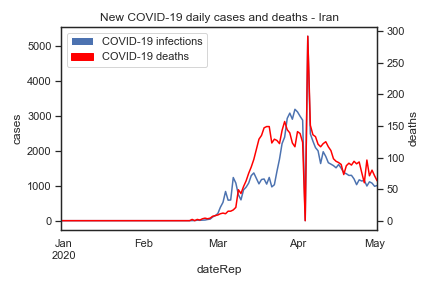 New COVID-19 daily cases and deaths - Iran
COVID-19 infections
COVID-19 deaths
5000
4000
3000
2000
1000
0
cases
300
250
200
150
100
50
0
deaths
Jan
2020
Feb
Mar
Apr
May
dateRep